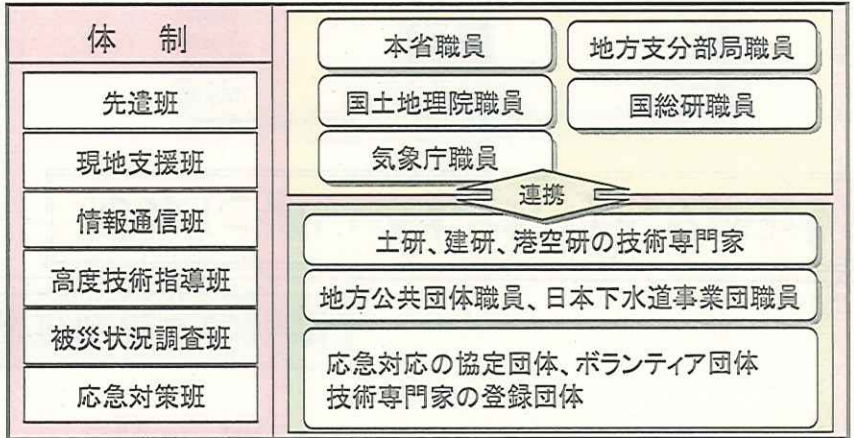 体 制
先遣班
現地支援班
情報通信班
高度技術指導班
被災状況調査班
応急対策班
本省職員
地方支分部局職員
国土地理院職員
国総研職員
気象庁職員
連携
土研、建研、港空研の技術専門家
地方公共団体職員、日本下水道事業団職員
応急対応の協定団体、ボランティア団体
技術専門家の登録団体